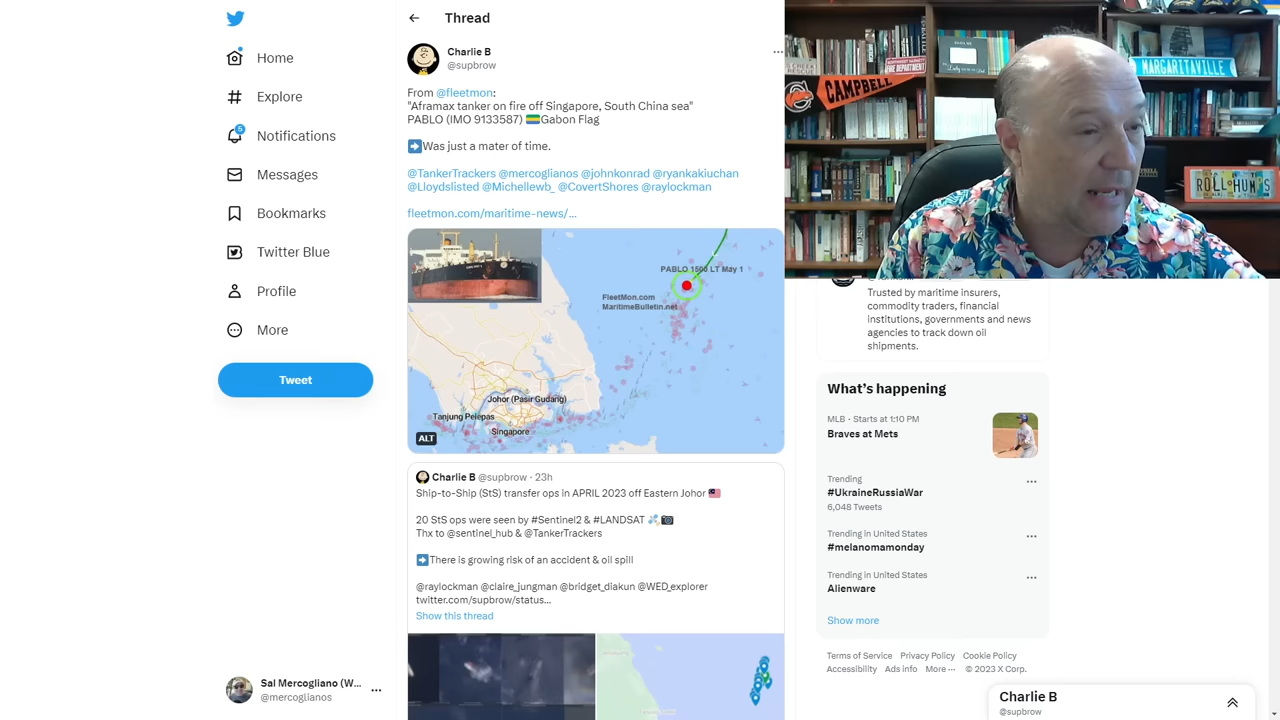 Home
Explore
5
Notifications
Messages
Bookmarks
Twitter Blue
Profile
More
Tweet
Sal Mercogliano (W...
@mercoglianos
Thread
Charlie B
@supbrow
From @fleetmon:
"Aframax tanker on fire off Singapore, South China sea"
PABLO (IMO 9133587) Gabon Flag
Was just a mater of time.
@TankerTrackers @mercoglianos @johnkonrad @ryankakiuchan
@Lloydslisted @Michellewb_ @CovertShores @raylockman
fleetmon.com/maritime-news/...
PABLO 1500 LT May 1
FleetMon.com
MaritimeBulletin.net
Johor (Pasir Gudang)
Tanjung Pelepas
Singapore
ALT
Charlie B @supbrow · 23h
Ship-to-Ship (StS) transfer ops in APRIL 2023 off Eastern Johor
20 StS ops were seen by #Sentinel2 & #LANDSAT
Thx to @sentinel_hub & @TankerTrackers
There is growing risk of an accident & oil spill
@raylockman @claire_jungman @bridget_diakun @WED_explorer
twitter.com/supbrow/status...
Show this thread
CAMPBELL
FIRE DEPARTMENT
MARGARITAVILLE
ROLL HUMPS
Trusted by maritime insurers,
commodity traders, financial
institutions, governments and news
agencies to track down oil
shipments.
What's happening
MLB · Starts at 1:10 PM
Braves at Mets
Trending
#UkraineRussiaWar
6,048 Tweets
Trending in United States
#melanomamonday
Trending in United States
Alienware
Show more
Terms of Service Privacy Policy Cookie Policy
Accessibility Ads info More ··· © 2023 X Corp.
Charlie B
@supbrow